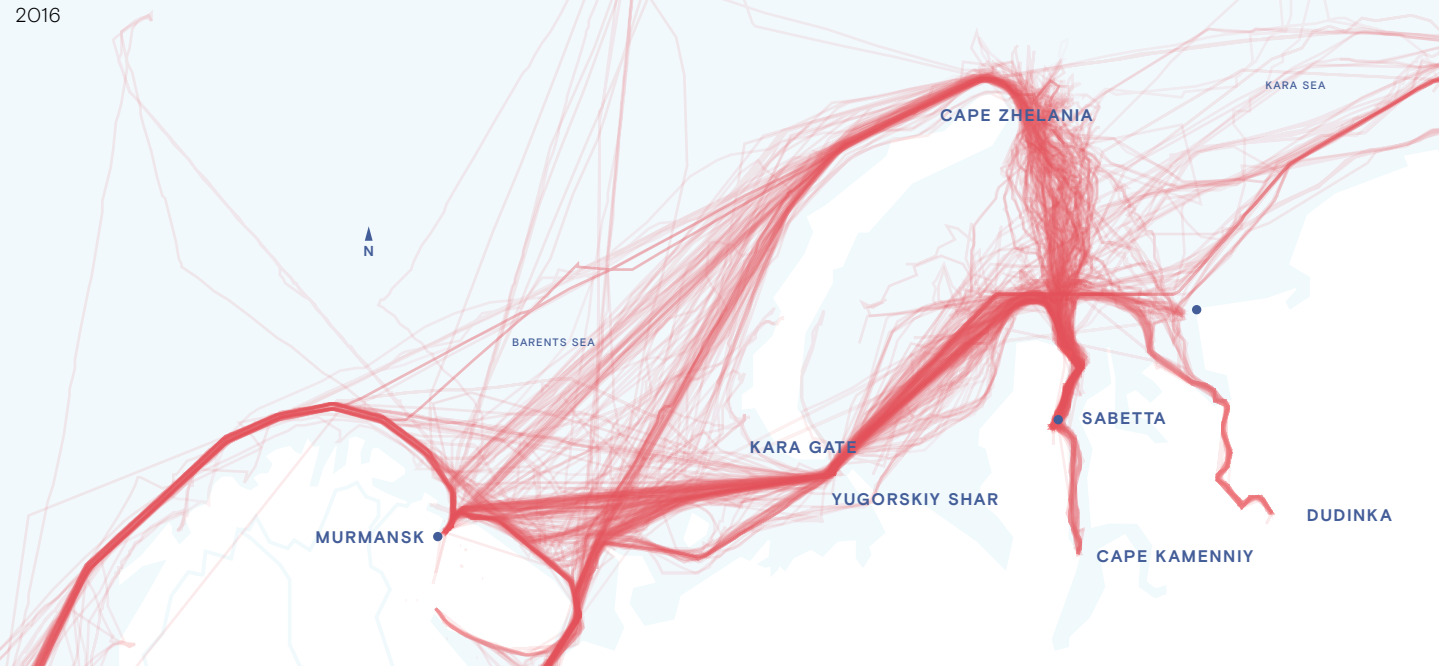 2016
KARA SEA
CAPE ZHELANIA
N
BARENTS SEA
SABETTA
KARA GATE
YUGORSKIY SHAR
DUDINKA
MURMANSK
CAPE KAMENNIY